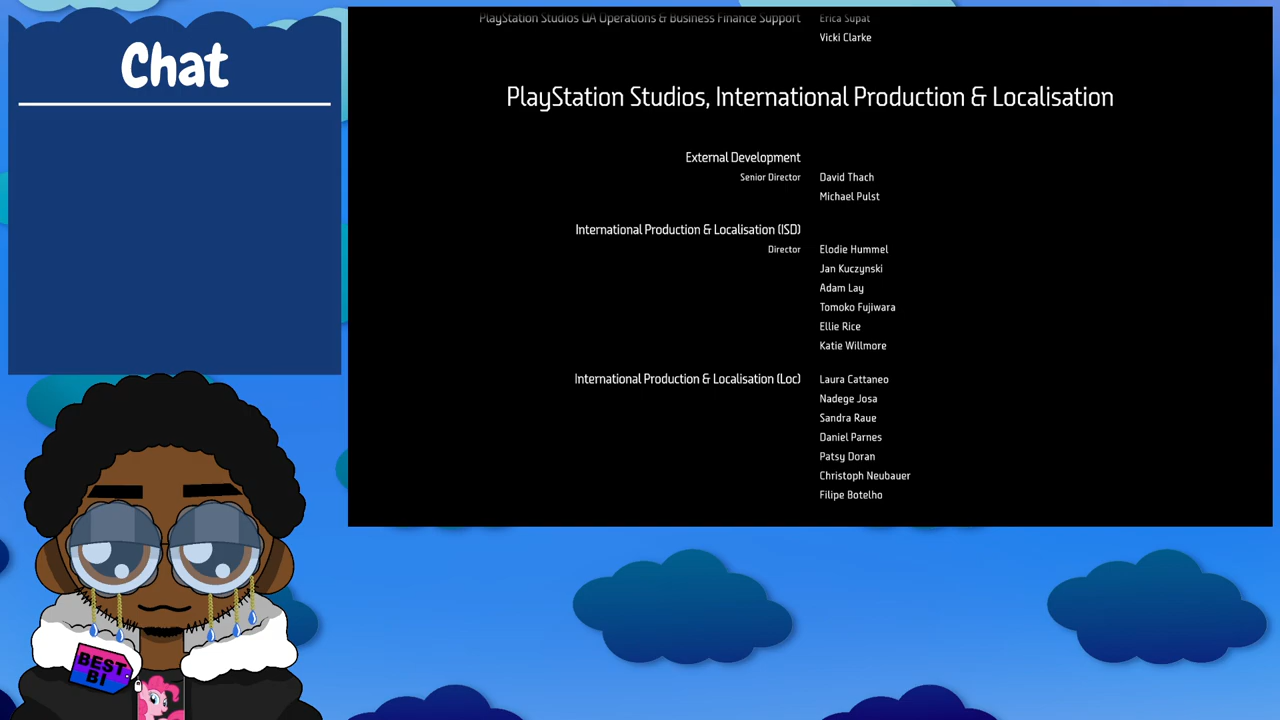 Chat
PlayStation Studios QA Operations & Business Finance Support Erica Supat
Vicki Clarke
PlayStation Studios, International Production & Localisation
External Development
Senior Director David Thach
Michael Pulst
International Production & Localisation (ISD)
Director Elodie Hummel
Jan Kuczynski
Adam Lay
Tomoko Fujiwara
Ellie Rice
Katie Willmore
International Production & Localisation (Loc) Laura Cattaneo
Nadege Josa
Sandra Raue
Daniel Parnes
Patsy Doran
Christoph Neubauer
Filipe Botelho
BEST
BI